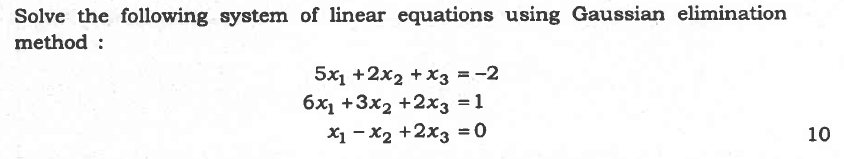 Solve the following system of linear equations using Gaussian elimination
method :
5x₁ + 2x₂ + x₃ = -2
6x₁ + 3x₂ + 2x₃ = 1
x₁ - x₂ + 2x₃ = 0
10